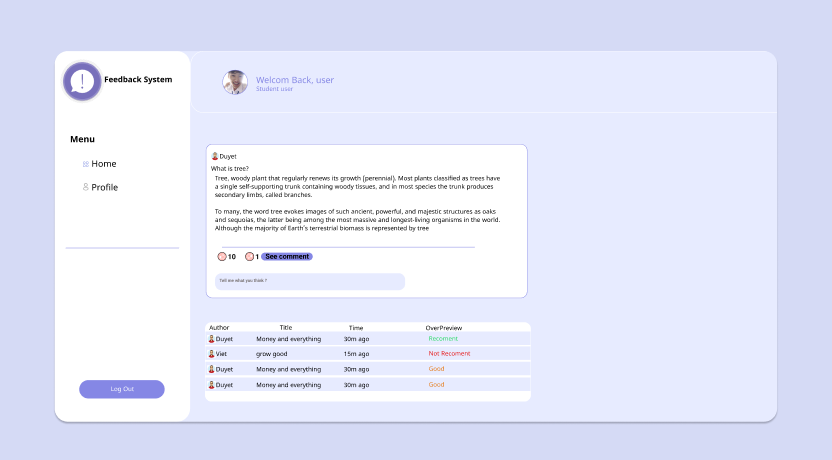 Feedback System
Welcom Back, user
Student user
Menu
Home
Profile
Log Out
Duyet
What is tree?
Tree, woody plant that regularly renews its growth (perennial). Most plants classified as trees have
a single self-supporting trunk containing woody tissues, and in most species the trunk produces
secondary limbs, called branches.
To many, the word tree evokes images of such ancient, powerful, and majestic structures as oaks
and sequoias, the latter being among the most massive and longest-living organisms in the world.
Although the majority of Earth's terrestrial biomass is represented by tree
10 1 See comment
Tell me what you think ?
Author Title Time OverPreview
Duyet Money and everything 30m ago Recoment
Viet grow good 15m ago Not Recoment
Duyet Money and everything 30m ago Good
Duyet Money and everything 30m ago Good